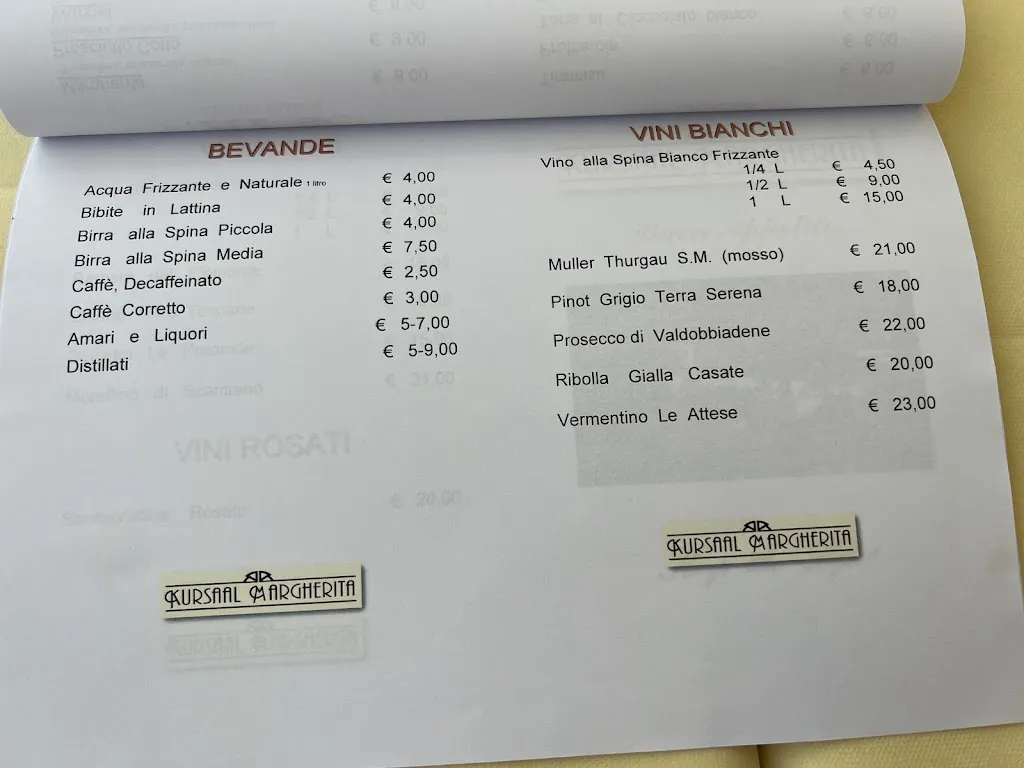 BEVANDE
Acqua Frizzante e Naturale 1 litro € 4,00
Bibite in Lattina € 4,00
Birra alla Spina Piccola € 4,00
Birra alla Spina Media € 7,50
Caffè, Decaffeinato € 2,50
Caffè Corretto € 3,00
Amari e Liquori € 5-7,00
Distillati € 5-9,00
VINI ROSATI
€ 20,00
KURSAAL MARGHERITA
VINI BIANCHI
Vino alla Spina Bianco Frizzante
1/4 L € 4,50
1/2 L € 9,00
1 L € 15,00
Muller Thurgau S.M. (mosso) € 21,00
Pinot Grigio Terra Serena € 18,00
Prosecco di Valdobbiadene € 22,00
Ribolla Gialla Casate € 20,00
Vermentino Le Attese € 23,00
KURSAAL MARGHERITA